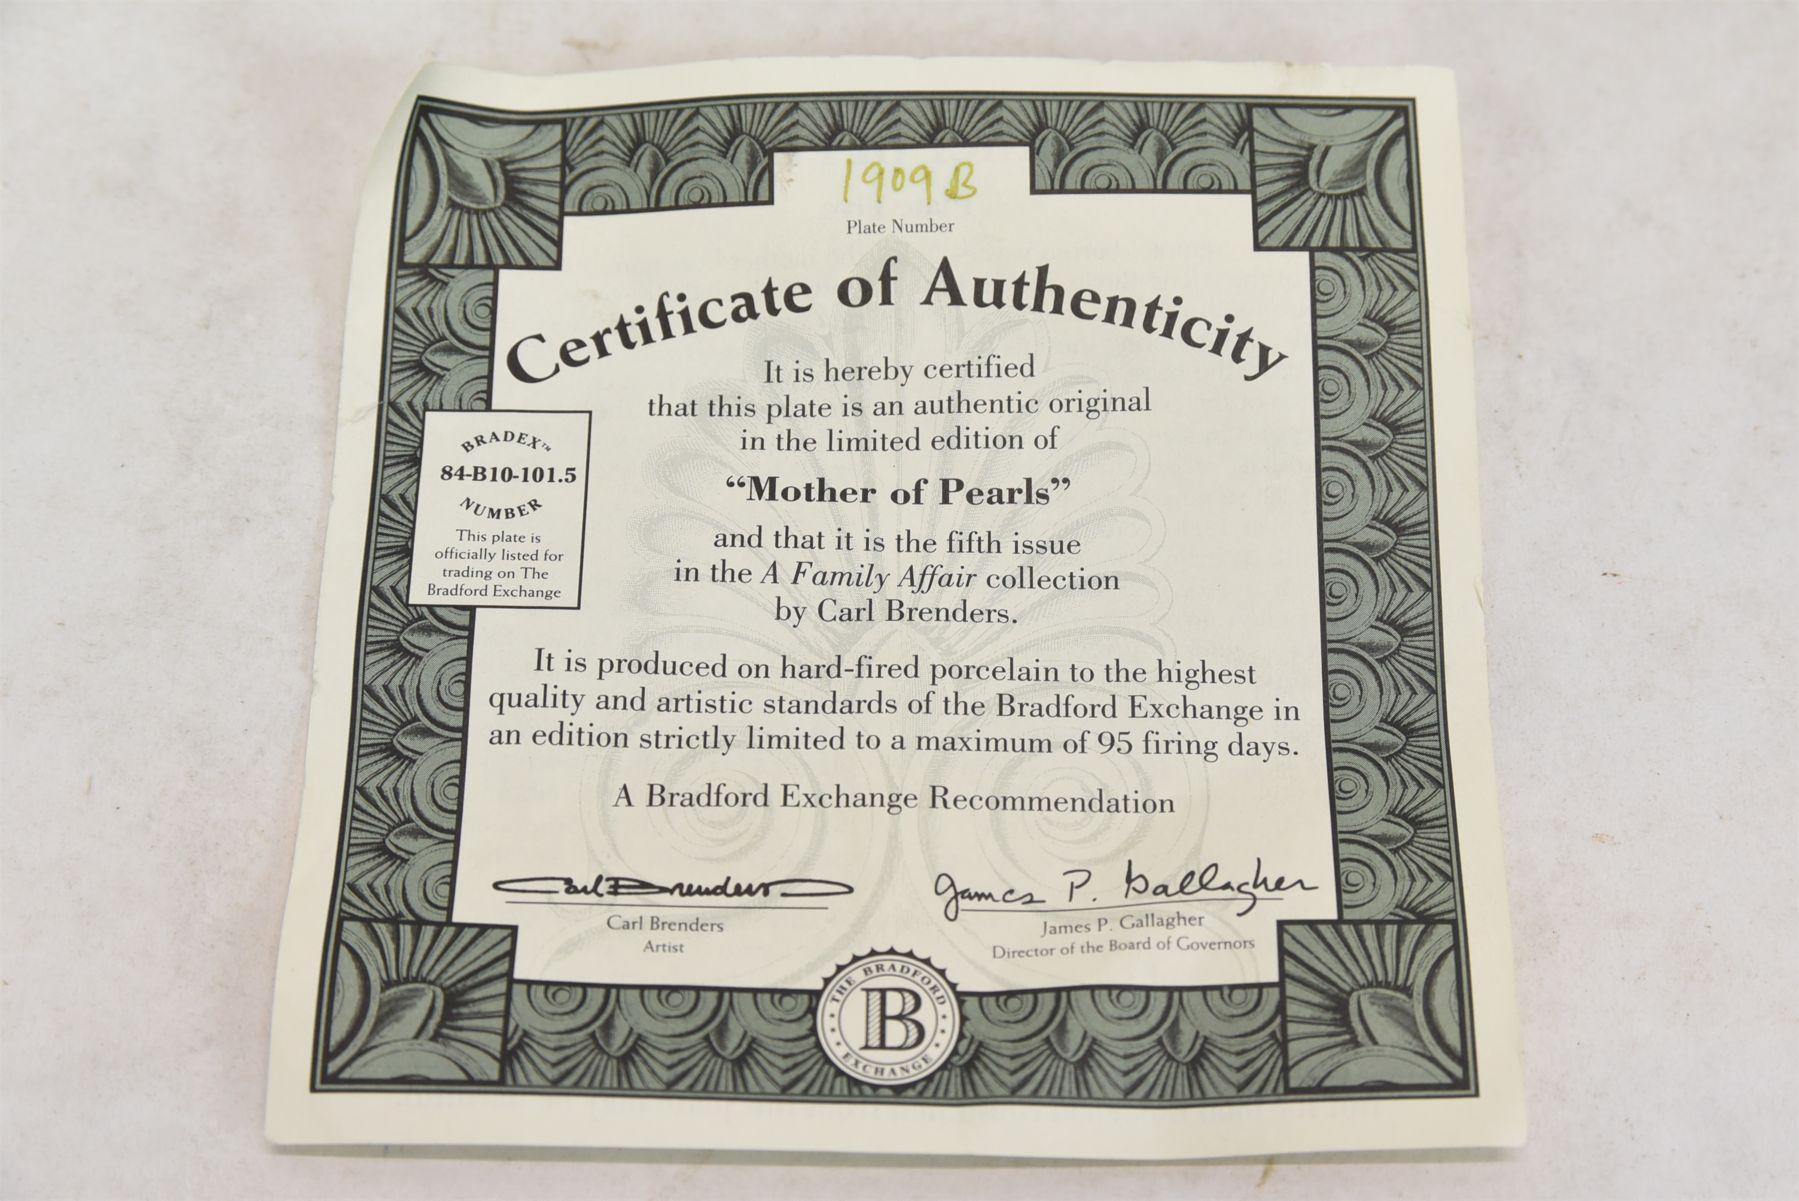 1909B
Plate Number
Certificate of Authenticity
It is hereby certified
that this plate is an authentic original
in the limited edition of
“Mother of Pearls”
and that it is the fifth issue
in the A Family Affair collection
by Carl Brenders.
BRADEX™
84-B10-101.5
NUMBER
This plate is
officially listed for
trading on The
Bradford Exchange
It is produced on hard-fired porcelain to the highest
quality and artistic standards of the Bradford Exchange in
an edition strictly limited to a maximum of 95 firing days.
A Bradford Exchange Recommendation
Carl Brenders
Carl Brenders
Artist
James P. Gallagher
James P. Gallagher
Director of the Board of Governors
THE BRADFORD
B
EXCHANGE